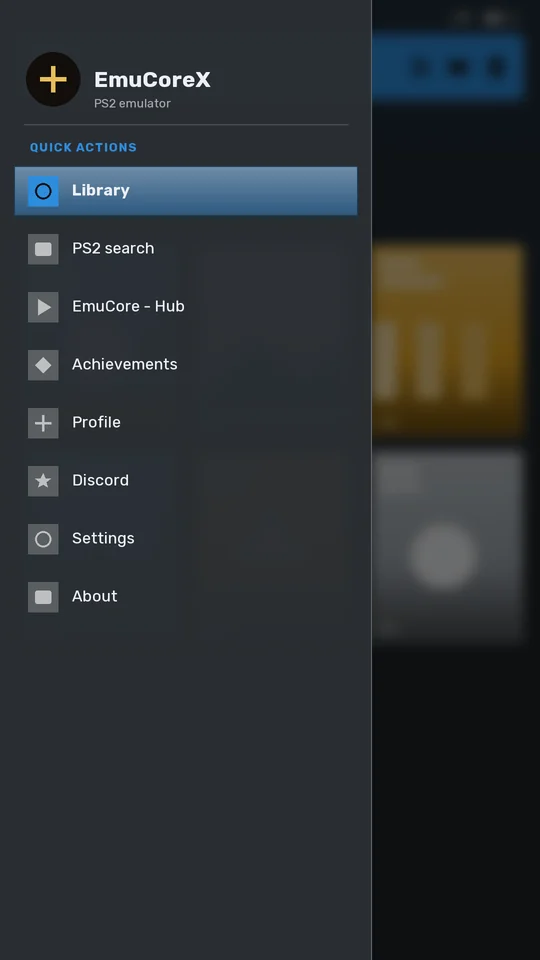 EmuCoreX
PS2 emulator
QUICK ACTIONS
Library
PS2 search
EmuCore - Hub
Achievements
Profile
Discord
Settings
About